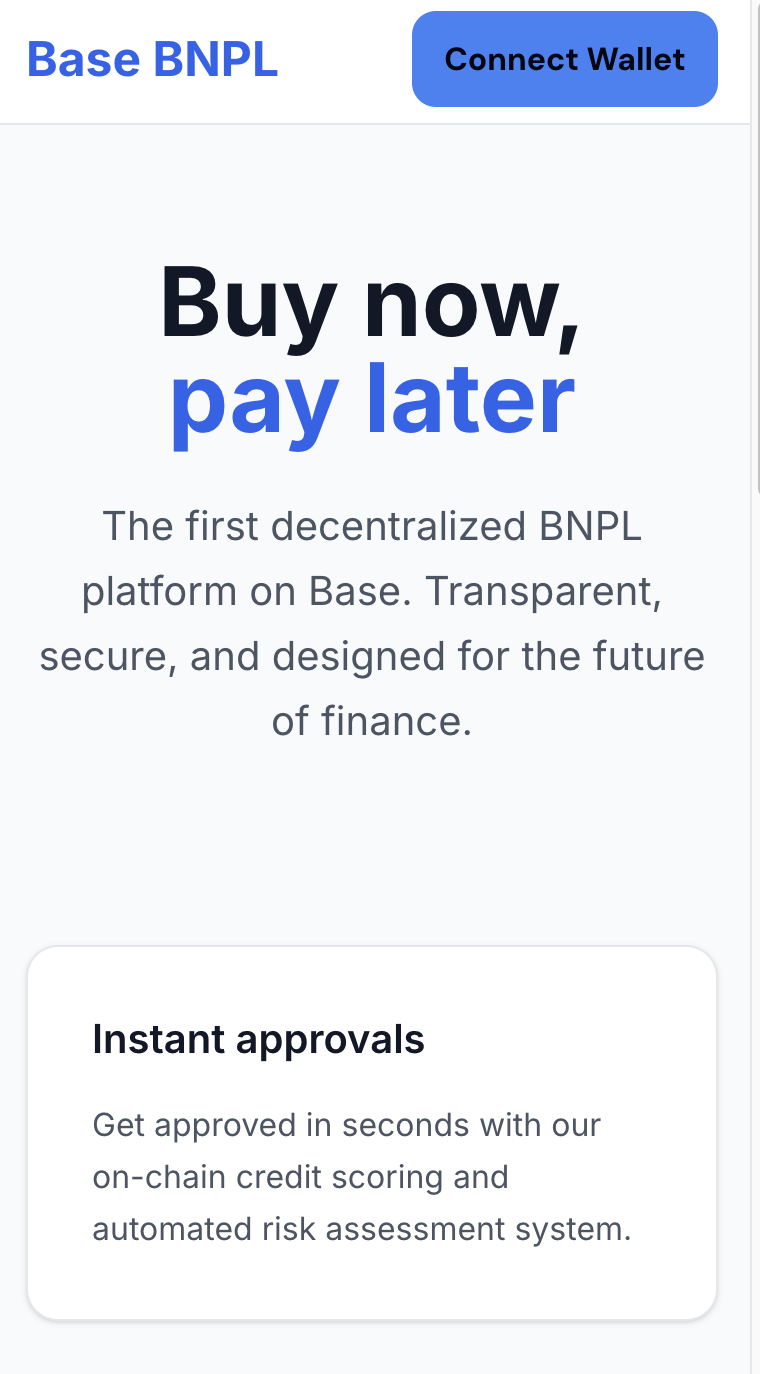 Base BNPL
Connect Wallet
Buy now,
pay later
The first decentralized BNPL
platform on Base. Transparent,
secure, and designed for the future
of finance.
Instant approvals
Get approved in seconds with our
on-chain credit scoring and
automated risk assessment system.